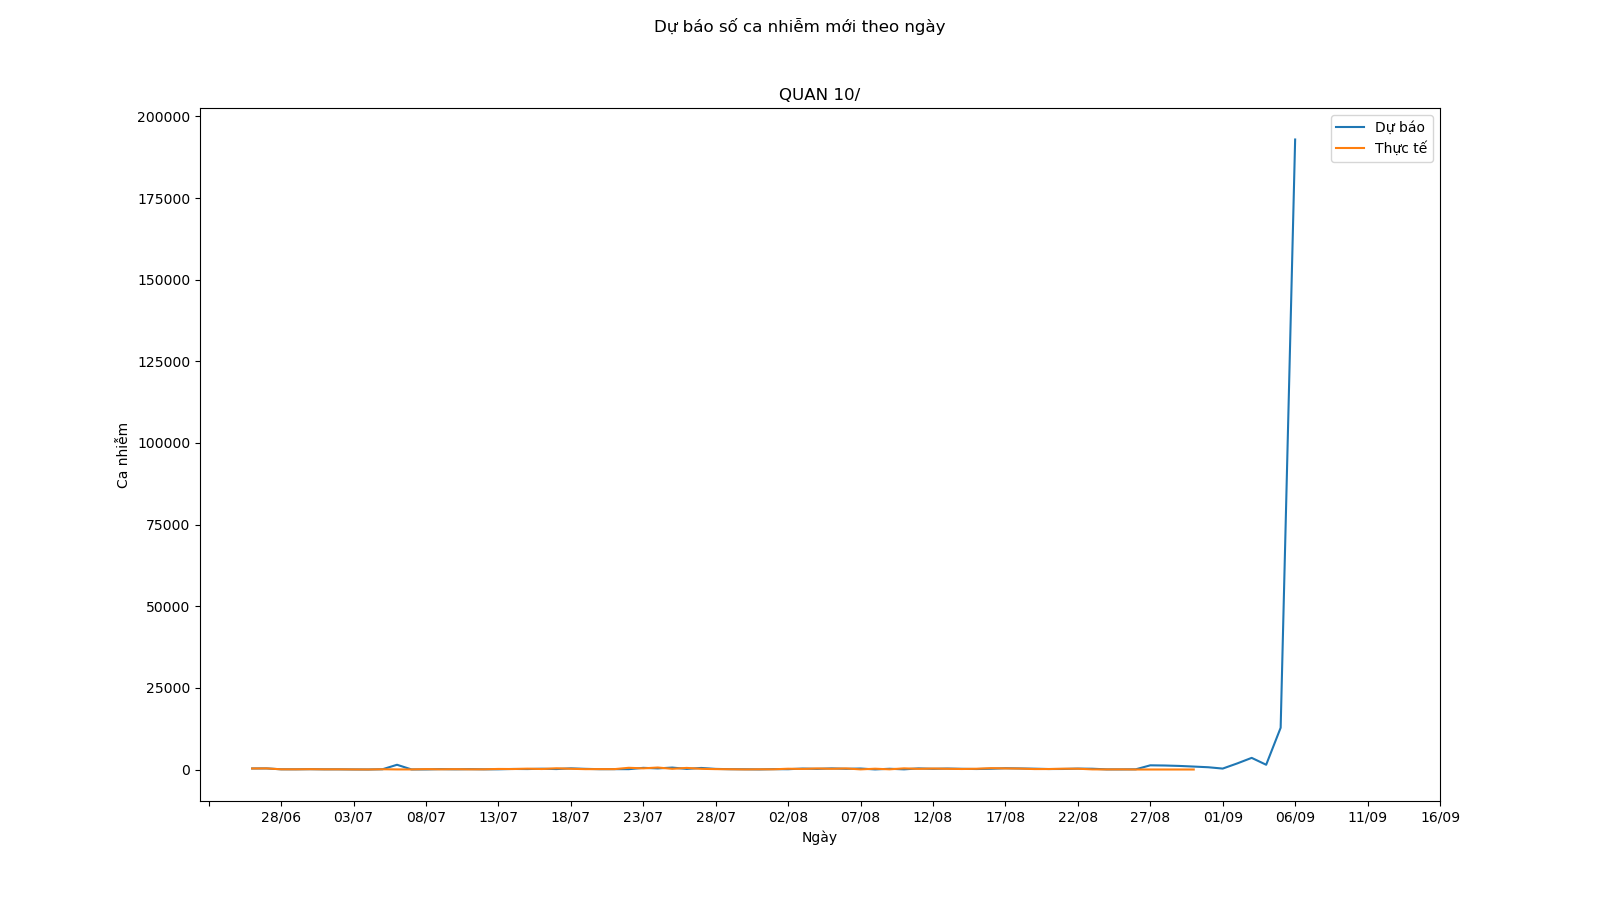 Dự báo số ca nhiễm mới theo ngày
QUAN 10/
Dự báo
Thực tế
200000
175000
150000
125000
100000
75000
50000
25000
0
Ca nhiễm
28/06 03/07 08/07 13/07 18/07 23/07 28/07 02/08 07/08 12/08 17/08 22/08 27/08 01/09 06/09 11/09 16/09
Ngày